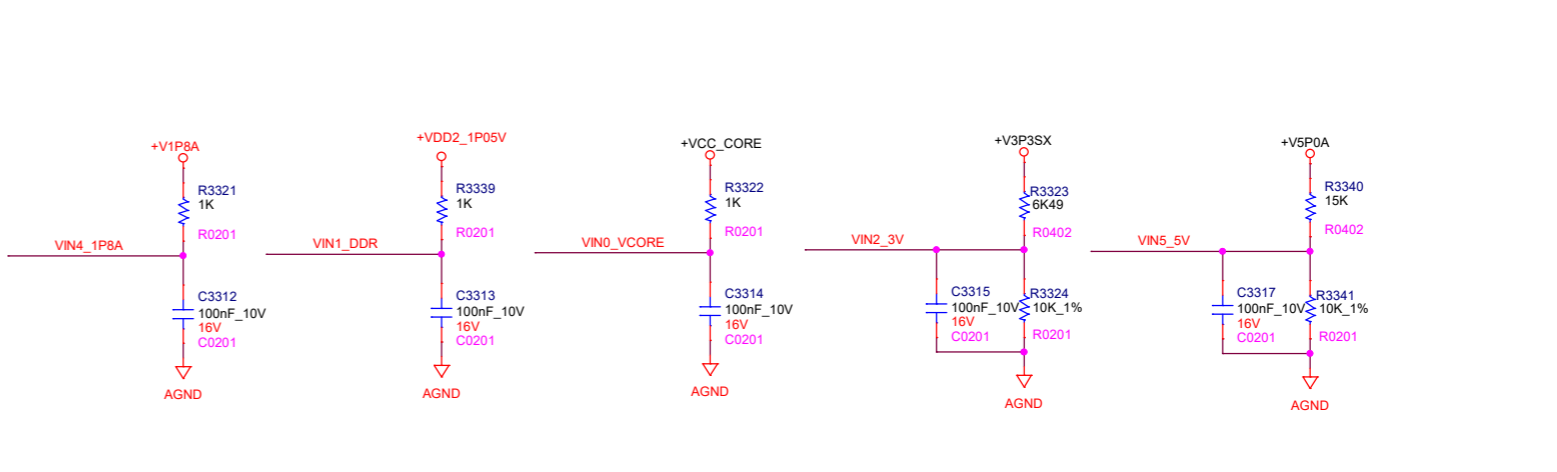 +V1P8A
R3321
1K
R0201
VIN4_1P8A
C3312
100nF_10V
16V
C0201
AGND
+VDD2_1P05V
R3339
1K
R0201
VIN1_DDR
C3313
100nF_10V
16V
C0201
AGND
+VCC_CORE
R3322
1K
R0201
VIN0_VCORE
C3314
100nF_10V
16V
C0201
AGND
+V3P3SX
R3323
6K49
R0402
VIN2_3V
C3315
100nF_10V
16V
C0201
R3324
10K_1%
R0201
AGND
+V5P0A
R3340
15K
R0402
VIN5_5V
C3317
100nF_10V
16V
C0201
R3341
10K_1%
R0201
AGND